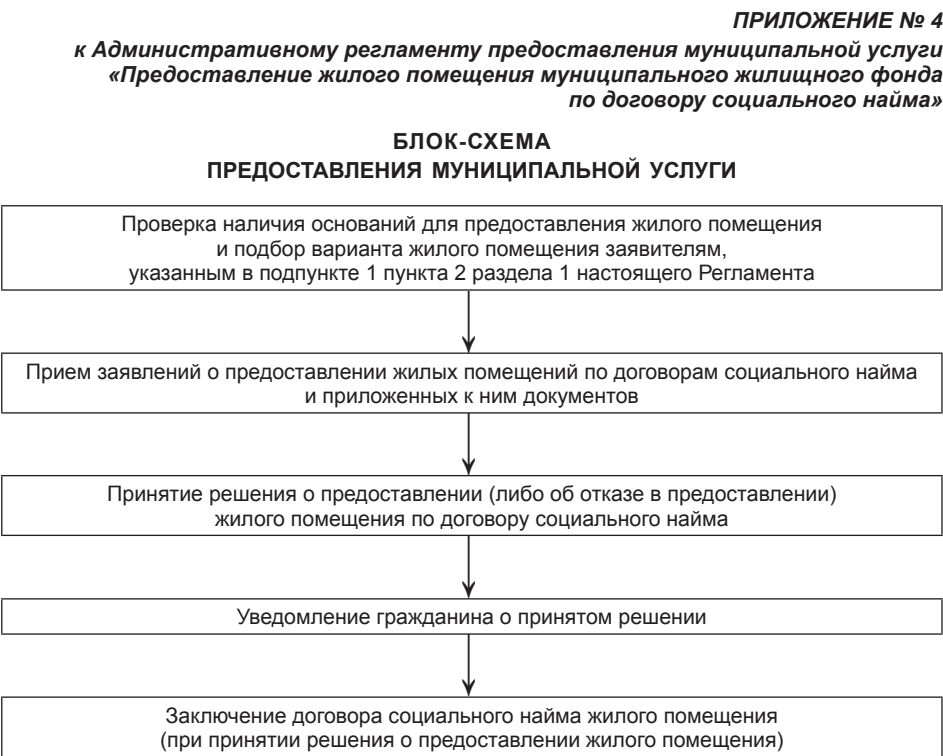 ПРИЛОЖЕНИЕ № 4
к Административному регламенту предоставления муниципальной услуги
«Предоставление жилого помещения муниципального жилищного фонда
по договору социального найма»
БЛОК-СХЕМА
ПРЕДОСТАВЛЕНИЯ МУНИЦИПАЛЬНОЙ УСЛУГИ
Проверка наличия оснований для предоставления жилого помещения
и подбор варианта жилого помещения заявителям,
указанным в подпункте 1 пункта 2 раздела 1 настоящего Регламента
Прием заявлений о предоставлении жилых помещений по договорам социального найма
и приложенных к ним документов
Принятие решения о предоставлении (либо об отказе в предоставлении)
жилого помещения по договору социального найма
Уведомление гражданина о принятом решении
Заключение договора социального найма жилого помещения
(при принятии решения о предоставлении жилого помещения)